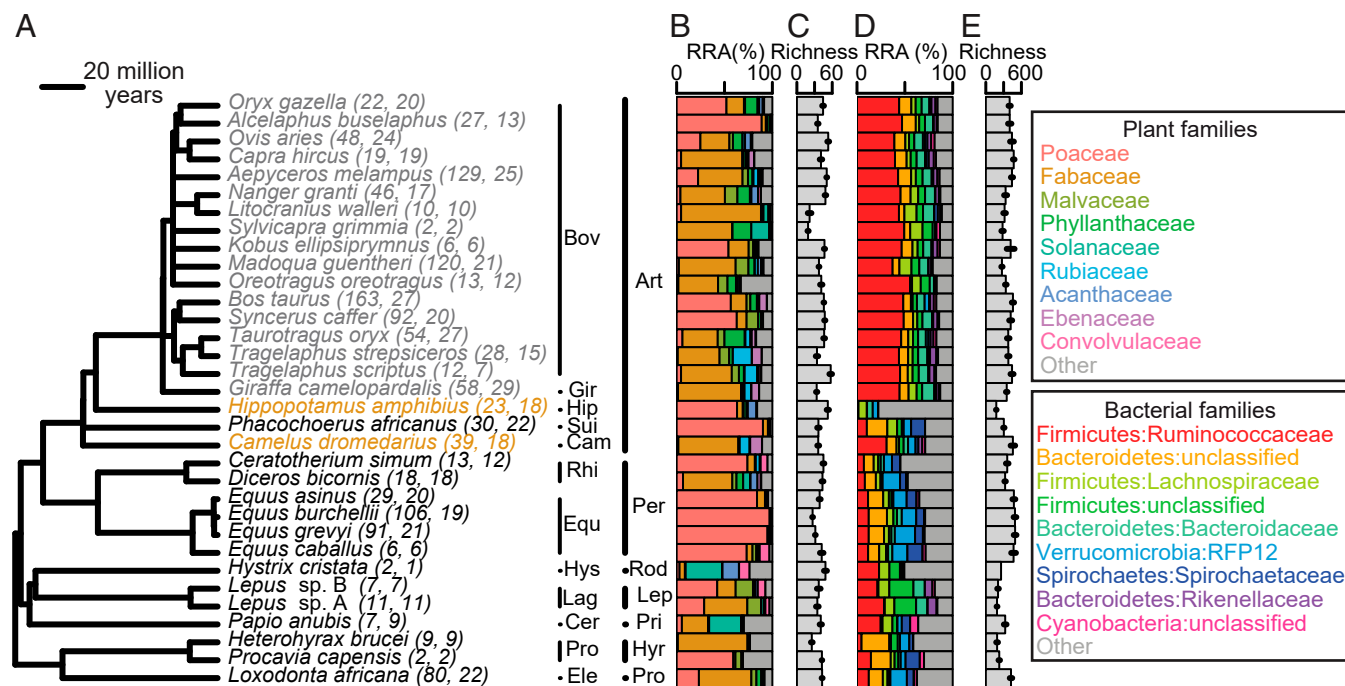 A B C D E
RRA(%) Richness RRA (%) Richness
0 100 0 60 0 100 0 600
20 million
years
Oryx gazella (22, 20)
Alcelaphus buselaphus (27, 13)
Ovis aries (48, 24)
Capra hircus (19, 19)
Aepyceros melampus (129, 25)
Nanger granti (46, 17)
Litocranius walleri (10, 10)
Sylvicapra grimmia (2, 2)
Kobus ellipsiprymnus (6, 6)
Madoqua guentheri (120, 21)
Oreotragus oreotragus (13, 12)
Bos taurus (163, 27)
Syncerus caffer (92, 20)
Taurotragus oryx (54, 27)
Tragelaphus strepsiceros (28, 15)
Tragelaphus scriptus (12, 7)
Giraffa camelopardalis (58, 29)
Hippopotamus amphibius (23, 18)
Phacochoerus africanus (30, 22)
Camelus dromedarius (39, 18)
Ceratotherium simum (13, 12)
Diceros bicornis (18, 18)
Equus asinus (29, 20)
Equus burchellii (106, 19)
Equus grevyi (91, 21)
Equus caballus (6, 6)
Hystrix cristata (2, 1)
Lepus sp. B (7, 7)
Lepus sp. A (11, 11)
Papio anubis (7, 9)
Heterohyrax brucei (9, 9)
Procavia capensis (2, 2)
Loxodonta africana (80, 22)
Bov
Gir
Hip
Sui
Cam
Rhi
Equ
Hys
Lag
Cer
Pro
Ele
Art
Per
Rod
Lep
Pri
Hyr
Pro
Plant families
Poaceae
Fabaceae
Malvaceae
Phyllanthaceae
Solanaceae
Rubiaceae
Acanthaceae
Ebenaceae
Convolvulaceae
Other
Bacterial families
Firmicutes:Ruminococcaceae
Bacteroidetes:unclassified
Firmicutes:Lachnospiraceae
Firmicutes:unclassified
Bacteroidetes:Bacteroidaceae
Verrucomicrobia:RFP12
Spirochaetes:Spirochaetaceae
Bacteroidetes:Rikenellaceae
Cyanobacteria:unclassified
Other